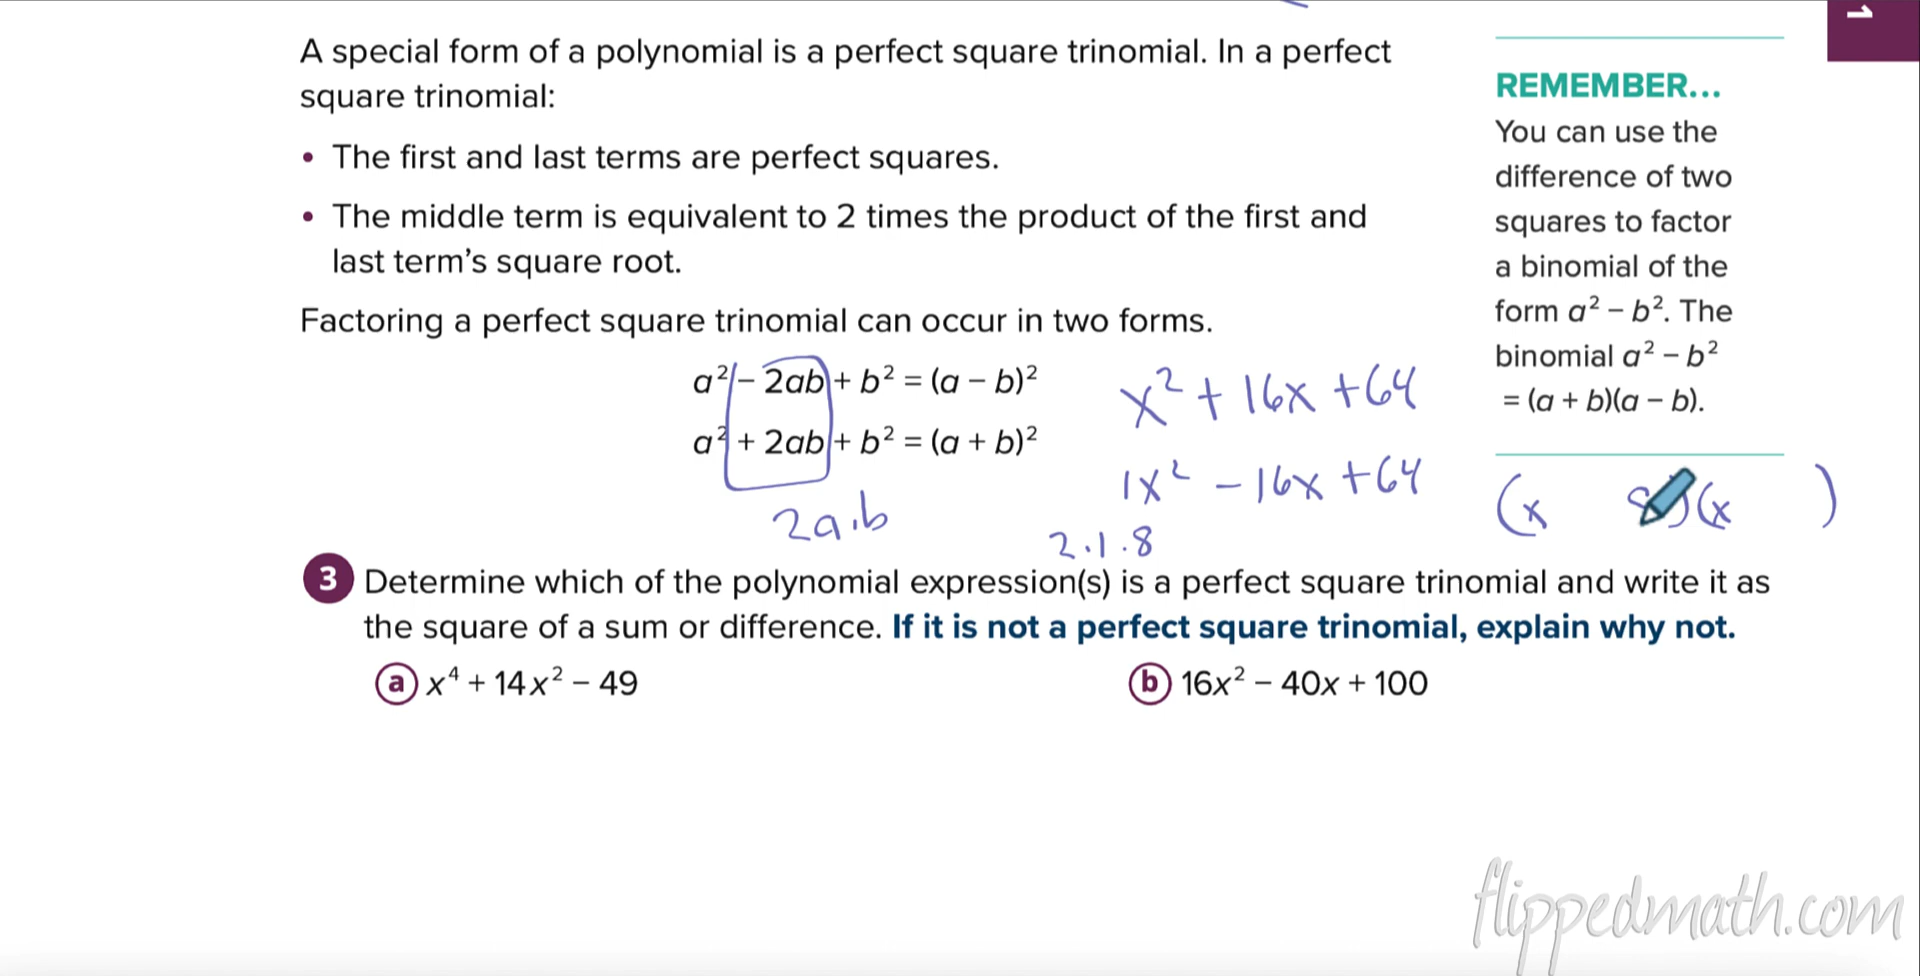 1
A special form of a polynomial is a perfect square trinomial. In a perfect
square trinomial:
• The first and last terms are perfect squares.
• The middle term is equivalent to 2 times the product of the first and
last term’s square root.
Factoring a perfect square trinomial can occur in two forms.
a² – 2ab + b² = (a – b)²
a² + 2ab + b² = (a + b)²
2a.b
x² + 16x + 64
1x² - 16x + 64
2.1.8
REMEMBER...
You can use the
difference of two
squares to factor
a binomial of the
form a² – b². The
binomial a² – b²
= (a + b)(a – b).
(x 8)(x )
3 Determine which of the polynomial expression(s) is a perfect square trinomial and write it as
the square of a sum or difference. If it is not a perfect square trinomial, explain why not.
a x⁴ + 14x² – 49
b 16x² – 40x + 100
flippedmath.com